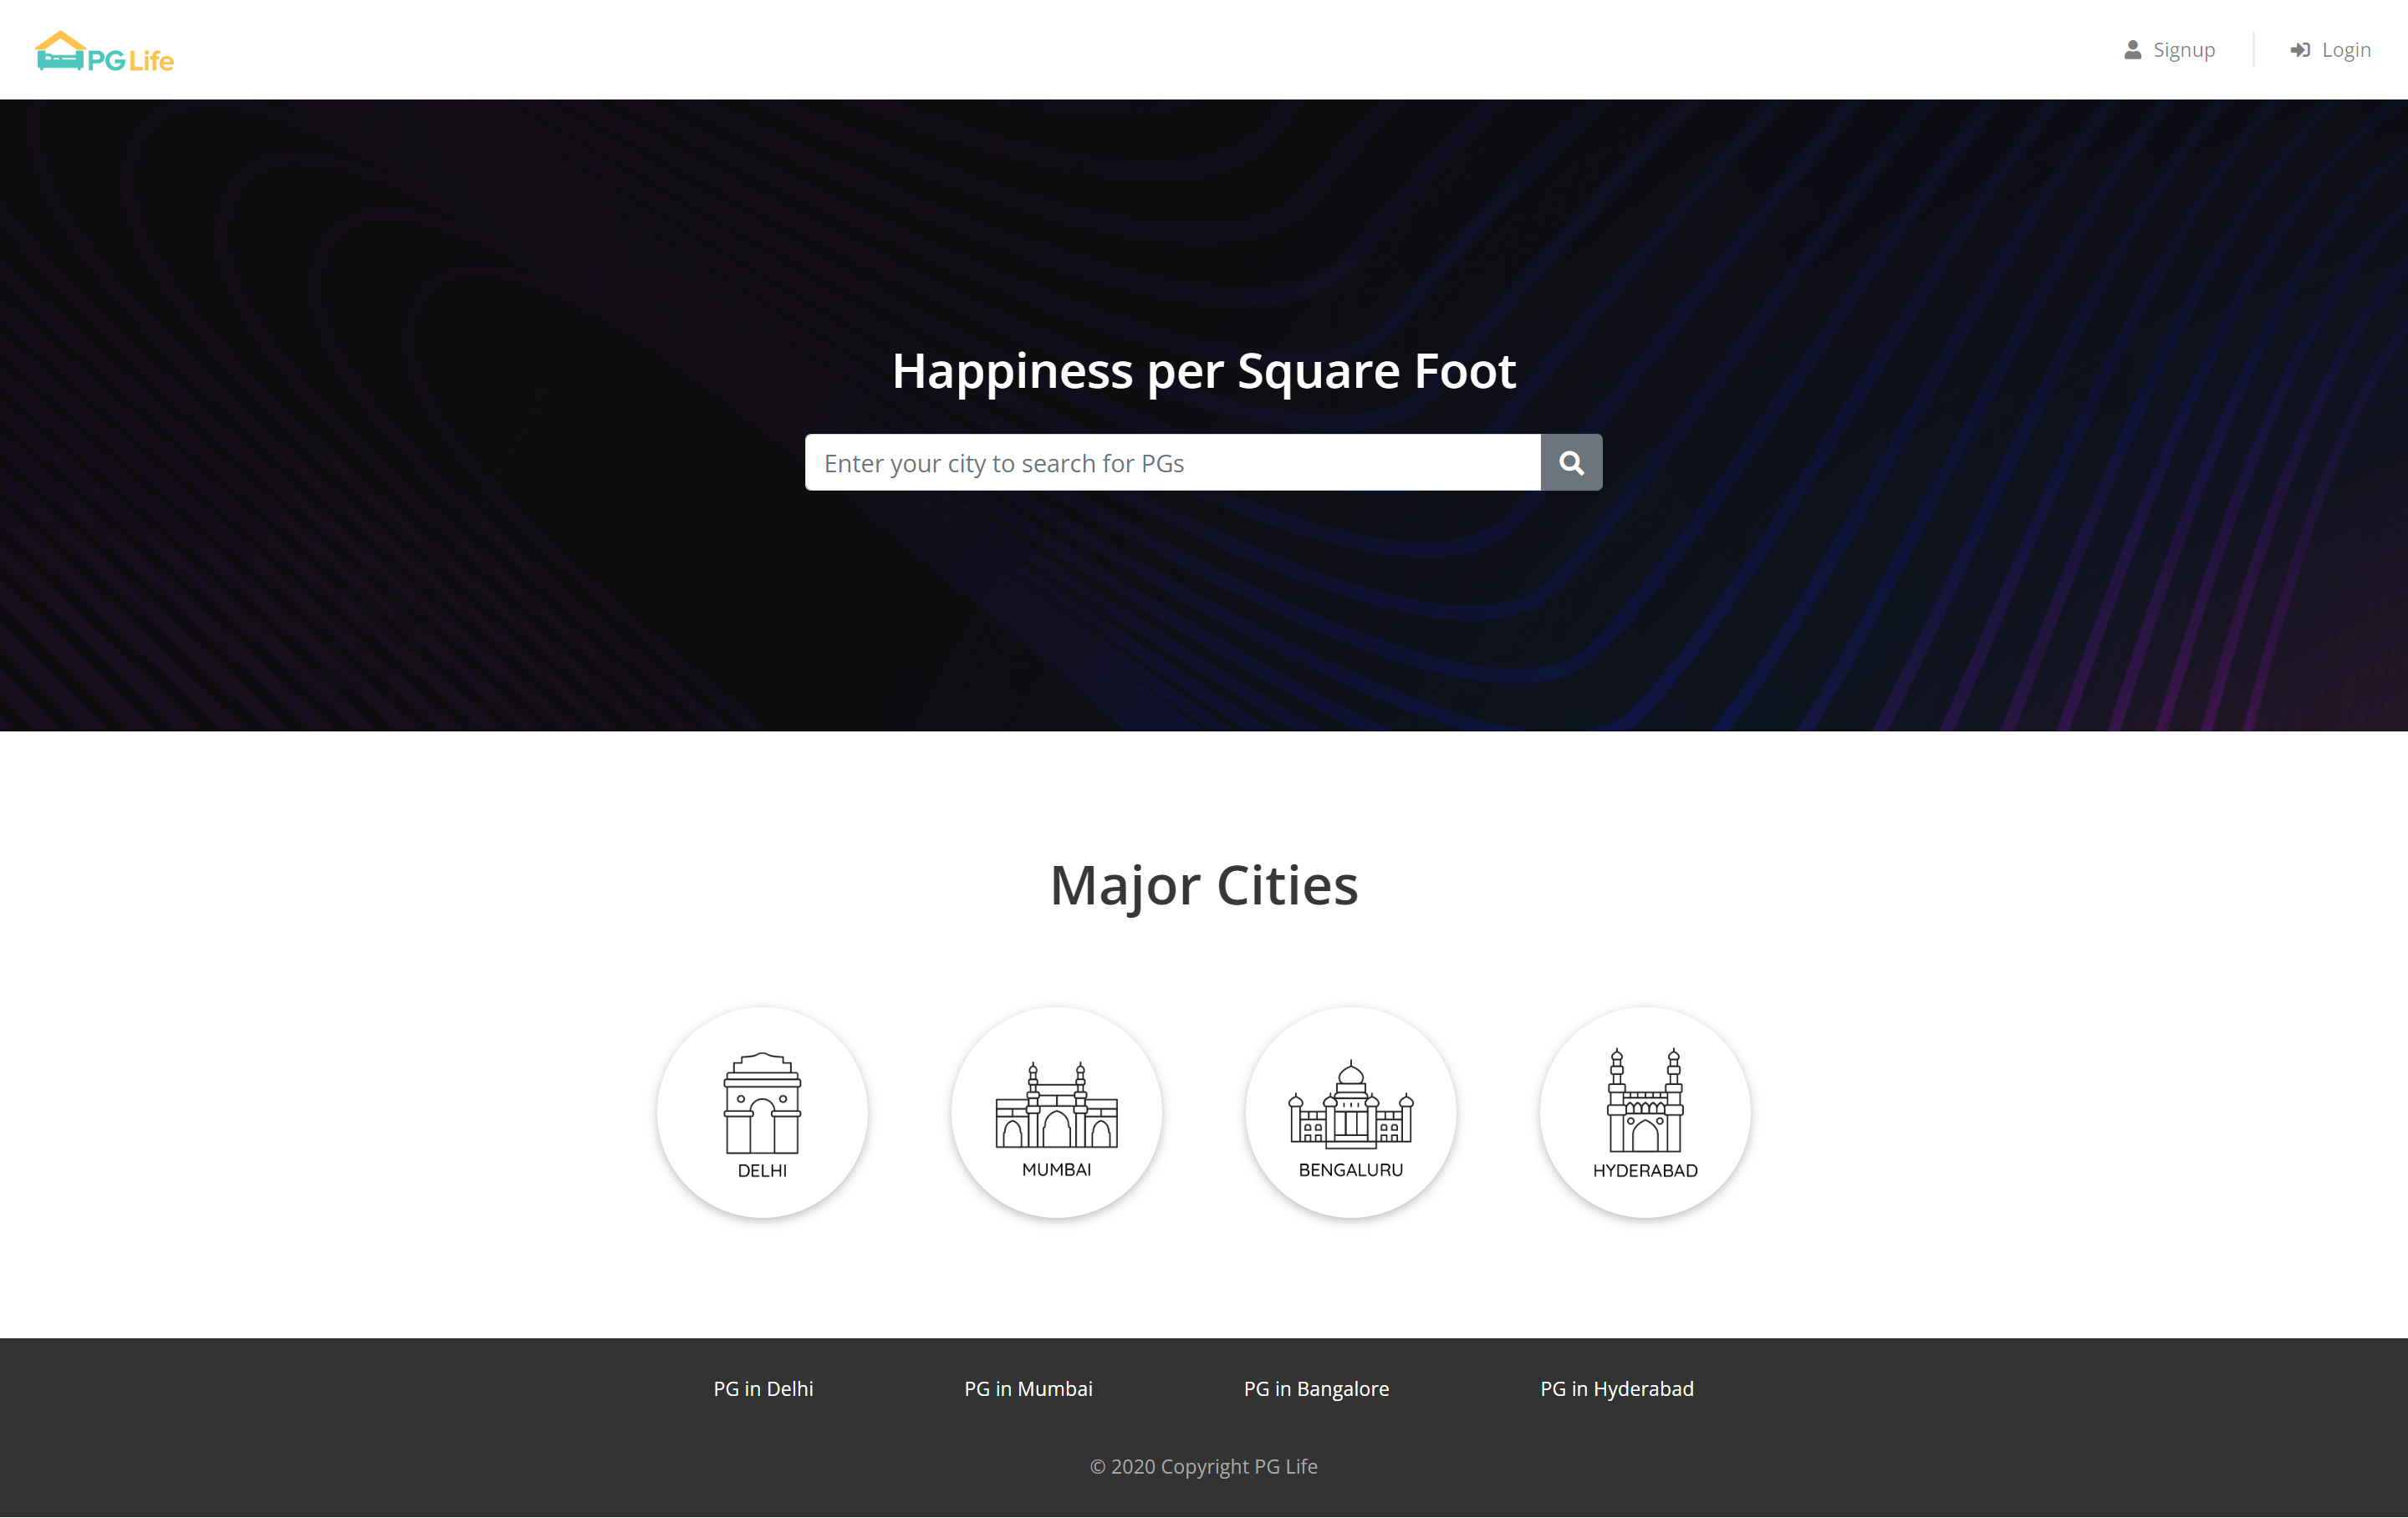 PG Life
Signup
Login
Happiness per Square Foot
Enter your city to search for PGs
Major Cities
DELHI
MUMBAI
BENGALURU
HYDERABAD
PG in Delhi
PG in Mumbai
PG in Bangalore
PG in Hyderabad
© 2020 Copyright PG Life